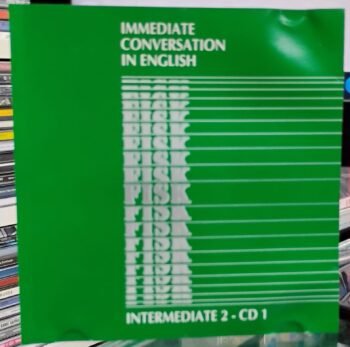 IMMEDIATE
CONVERSATION
IN ENGLISH
FISK
INTERMEDIATE 2 - CD 1